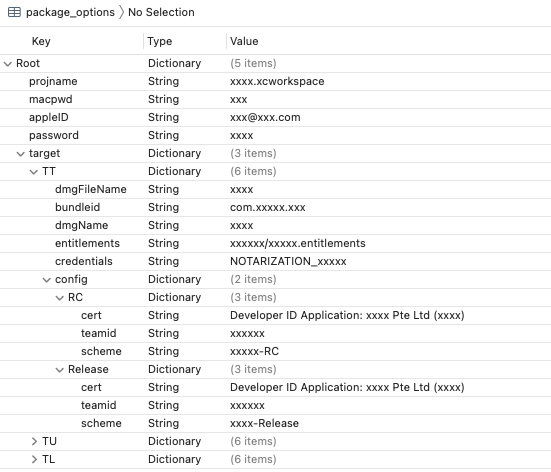 package_options 〉No Selection
Key Type Value
Root Dictionary (5 items)
projname String xxxx.xcworkspace
macpwd String xxx
appleID String xxx@xxx.com
password String xxxx
target Dictionary (3 items)
TT Dictionary (6 items)
dmgFileName String xxxx
bundleid String com.xxxxx.xxx
dmgName String xxxx
entitlements String xxxxxx/xxxxx.entitlements
credentials String NOTARIZATION_xxxxx
config Dictionary (2 items)
RC Dictionary (3 items)
cert String Developer ID Application: xxxx Pte Ltd (xxxx)
teamid String xxxxxx
scheme String xxxxx-RC
Release Dictionary (3 items)
cert String Developer ID Application: xxxx Pte Ltd (xxxx)
teamid String xxxxxx
scheme String xxxx-Release
TU Dictionary (6 items)
TL Dictionary (6 items)